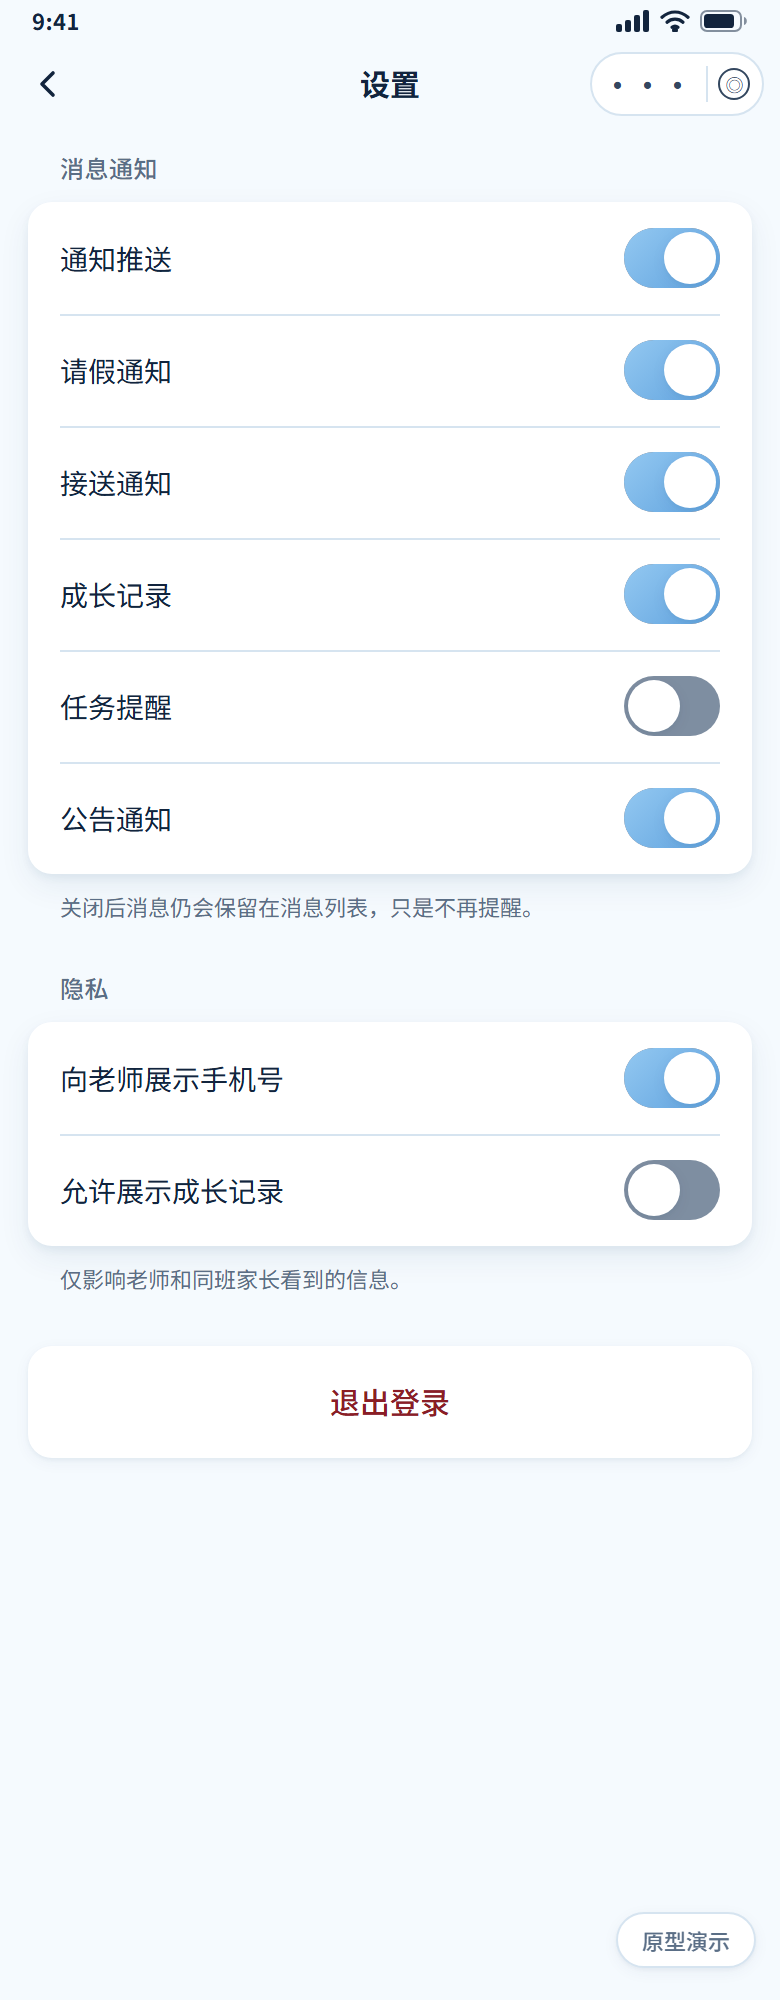 9:41
设置
消息通知
通知推送
请假通知
接送通知
成长记录
任务提醒
公告通知
关闭后消息仍会保留在消息列表，只是不再提醒。
隐私
向老师展示手机号
允许展示成长记录
仅影响老师和同班家长看到的信息。
退出登录
原型演示